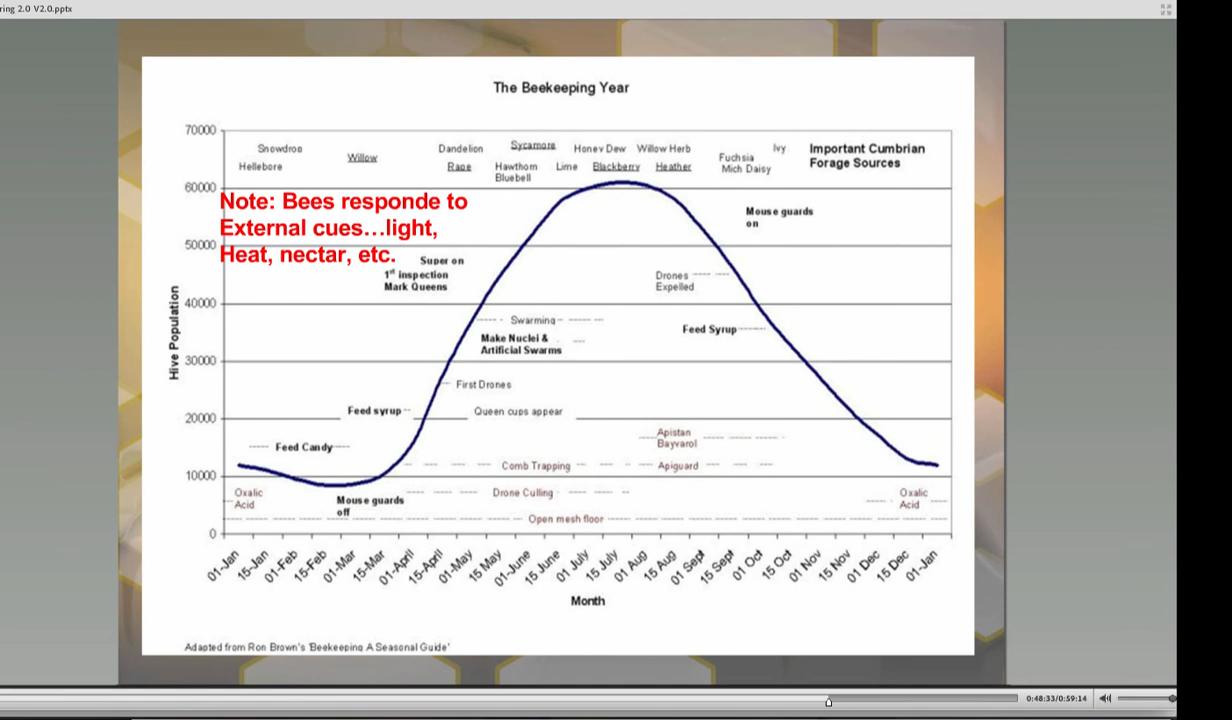 ring 2.0 V2.0.pptx
The Beekeeping Year
70000
60000
50000
40000
30000
20000
10000
0
Hive Population
Snowdrop
Hellebore
Willow
Dandelion
Rape
Sycamore
Hawthorn
Bluebell
Lime
Honey Dew
Blackberry
Willow Herb
Heather
Fuchsia
Mich Daisy
Ivy
Important Cumbrian
Forage Sources
Note: Bees responde to
External cues...light,
Heat, nectar, etc.
Super on
1st inspection
Mark Queens
Mouse guards
on
Drones
Expelled
Swarming
Make Nuclei &
Artificial Swarms
Feed Syrup
First Drones
Feed syrup
Queen cups appear
Feed Candy
Apistan
Bayvarol
Comb Trapping
Apiguard
Oxalic
Acid
Mouse guards
off
Drone Culling
Oxalic
Acid
Open mesh floor
01-Jan
15-Jan
01-Feb
15-Feb
01-Mar
15-Mar
01-April
15-April
01-May
15 May
01-June
15 June
01 July
15 July
01 Aug
15 Aug
01 Sept
15 Sept
01 Oct
15 Oct
01 Nov
15 Nov
01 Dec
15 Dec
01-Jan
Month
Adapted from Ron Brown's 'Beekeeping A Seasonal Guide'
0:48:33/0:59:14